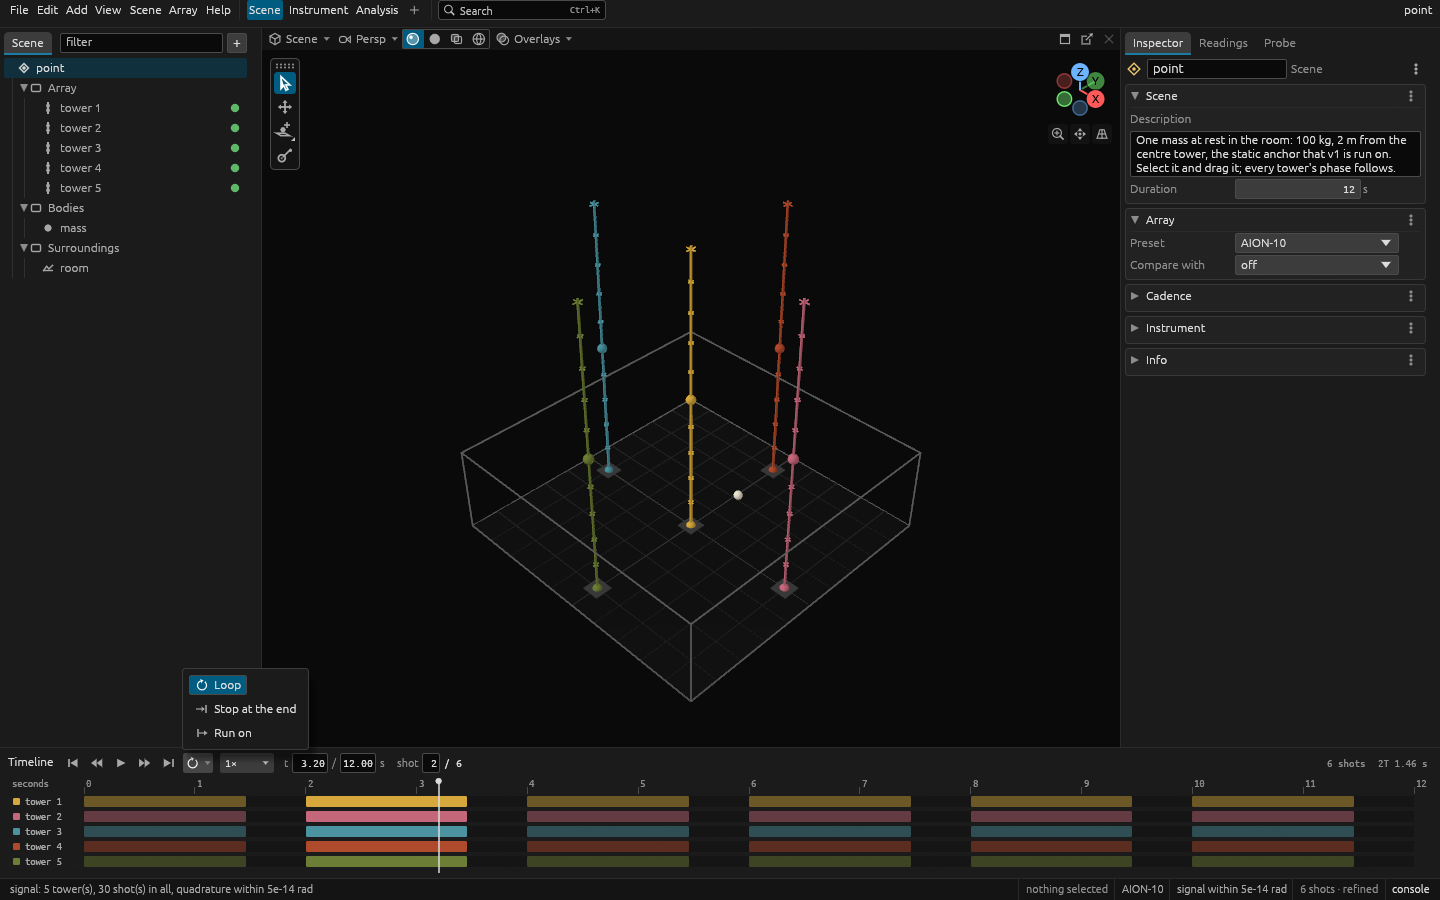 File Edit Add View Scene Array Help Scene Instrument Analysis + Search Ctrl+K point
Scene filter +
point
Array
tower 1
tower 2
tower 3
tower 4
tower 5
Bodies
mass
Surroundings
room
Scene Persp Overlays
Z
Y
X
Inspector Readings Probe
point Scene
Scene
Description
One mass at rest in the room: 100 kg, 2 m from the
centre tower, the static anchor that v1 is run on.
Select it and drag it; every tower's phase follows.
Duration 12 s
Array
Preset AION-10
Compare with off
Cadence
Instrument
Info
Loop
Stop at the end
Run on
Timeline 1× t 3.20 / 12.00 s shot 2 / 6 6 shots 2T 1.46 s
seconds 0 1 2 3 4 5 6 7 8 9 10 11 12
tower 1
tower 2
tower 3
tower 4
tower 5
signal: 5 tower(s), 30 shot(s) in all, quadrature within 5e-14 rad nothing selected AION-10 signal within 5e-14 rad 6 shots · refined console